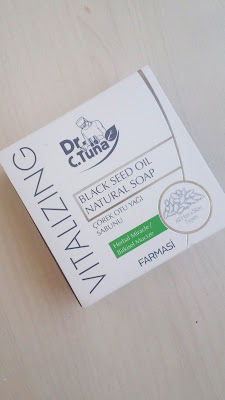 VITALIZING
Dr.
C.Tuna
BLACK SEED OIL
NATURAL SOAP
ÇÖREK OTU YAĞI
SABUNU
Herbal Miracle /
Bitkisel Mucize
FARMASİ